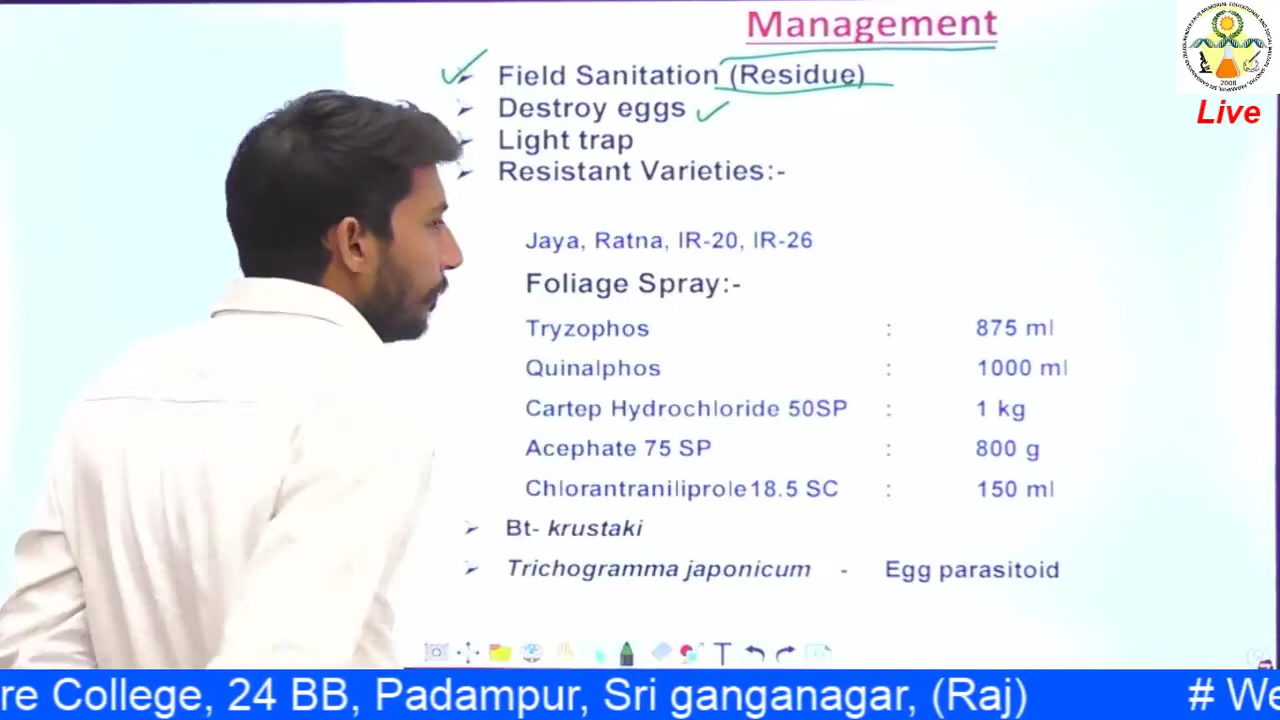 Management
Field Sanitation (Residue)
Destroy eggs
Light trap
Resistant Varieties:-
Jaya, Ratna, IR-20, IR-26
Foliage Spray:-
Tryzophos : 875 ml
Quinalphos : 1000 ml
Cartep Hydrochloride 50SP : 1 kg
Acephate 75 SP : 800 g
Chlorantraniliprole18.5 SC : 150 ml
Bt- krustaki
Trichogramma japonicum - Egg parasitoid
2008
Live
T
re College, 24 BB, Padampur, Sri ganganagar, (Raj) # We